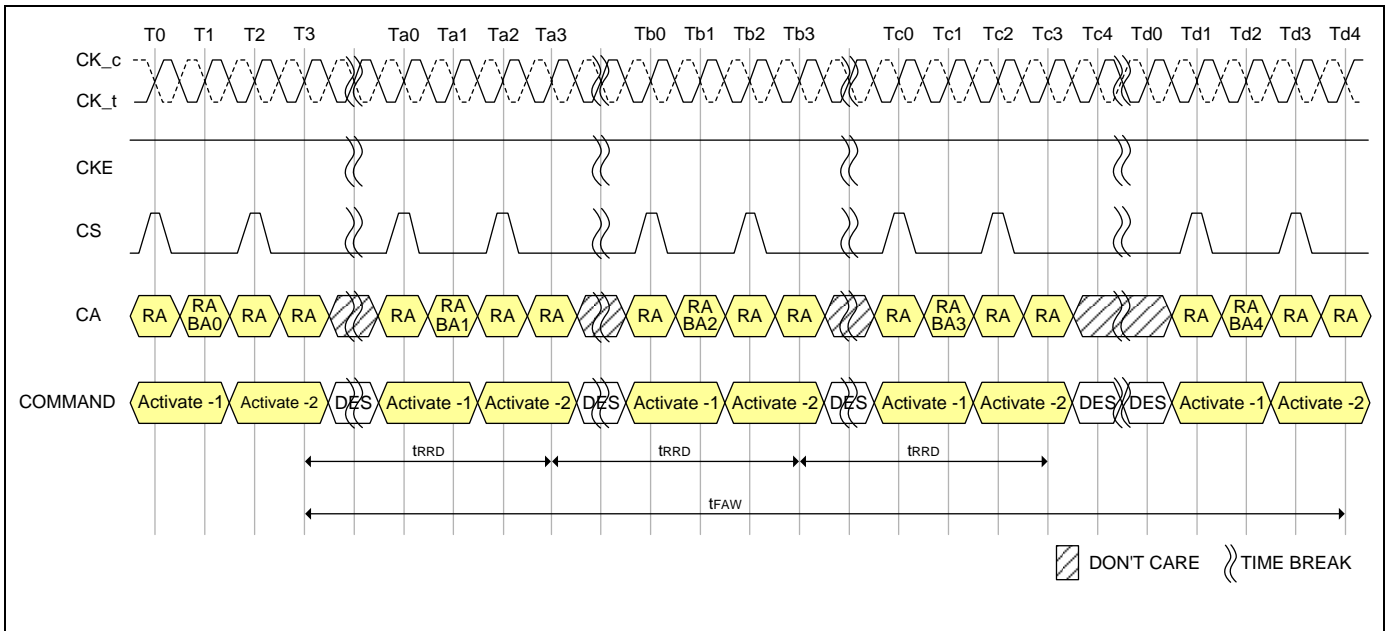 T0 T1 T2 T3 Ta0 Ta1 Ta2 Ta3 Tb0 Tb1 Tb2 Tb3 Tc0 Tc1 Tc2 Tc3 Tc4 Td0 Td1 Td2 Td3 Td4
CK_c
CK_t
CKE
CS
CA RA RA BA0 RA RA RA RA BA1 RA RA RA RA BA2 RA RA RA RA BA3 RA RA RA RA BA4 RA RA
COMMAND Activate -1 Activate -2 DES Activate -1 Activate -2 DES Activate -1 Activate -2 DES Activate -1 Activate -2 DES DES Activate -1 Activate -2
tRRD tRRD tRRD
tFAW
DON'T CARE TIME BREAK